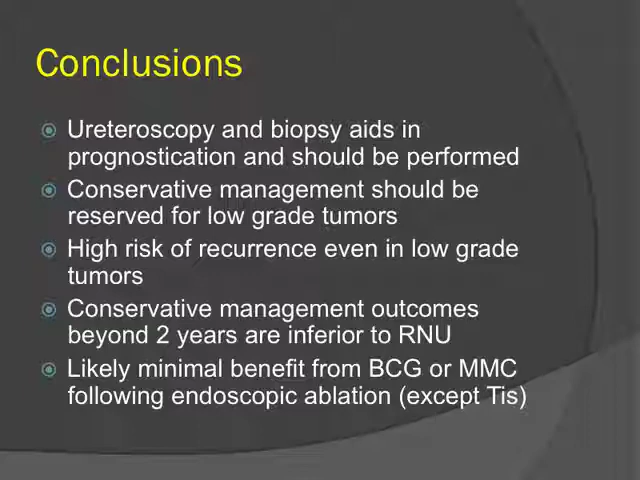 Conclusions
Ureteroscopy and biopsy aids in
prognostication and should be performed
Conservative management should be
reserved for low grade tumors
High risk of recurrence even in low grade
tumors
Conservative management outcomes
beyond 2 years are inferior to RNU
Likely minimal benefit from BCG or MMC
following endoscopic ablation (except Tis)